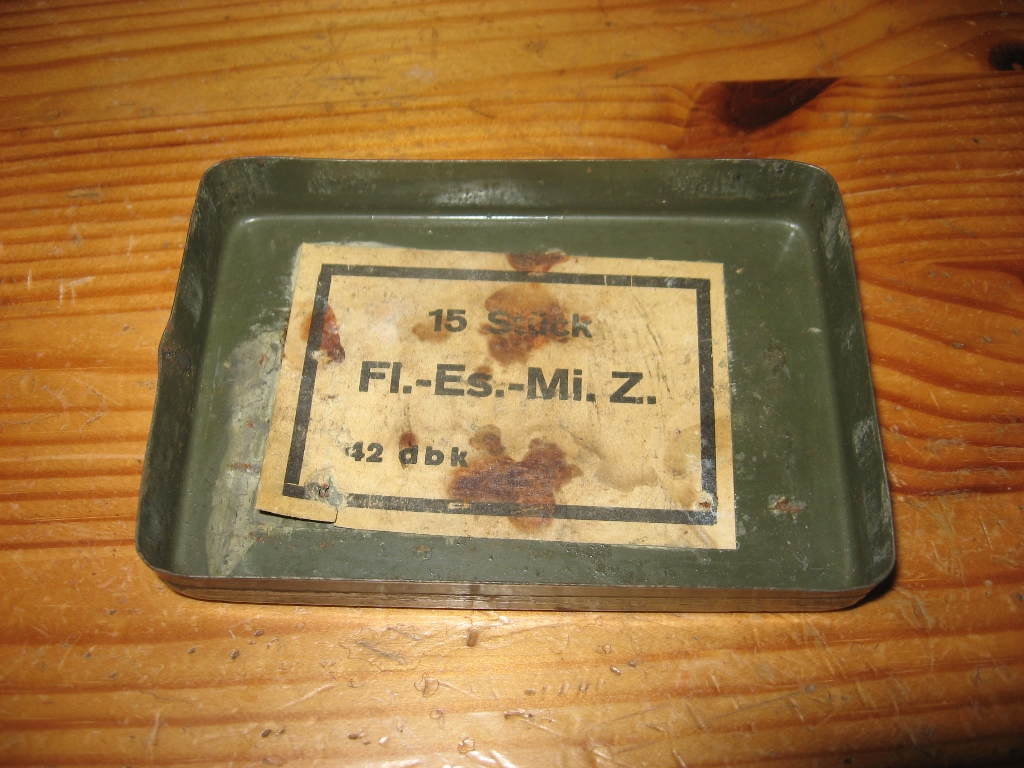 15 Stück
Fl.-Es.-Mi. Z.
42 dbk